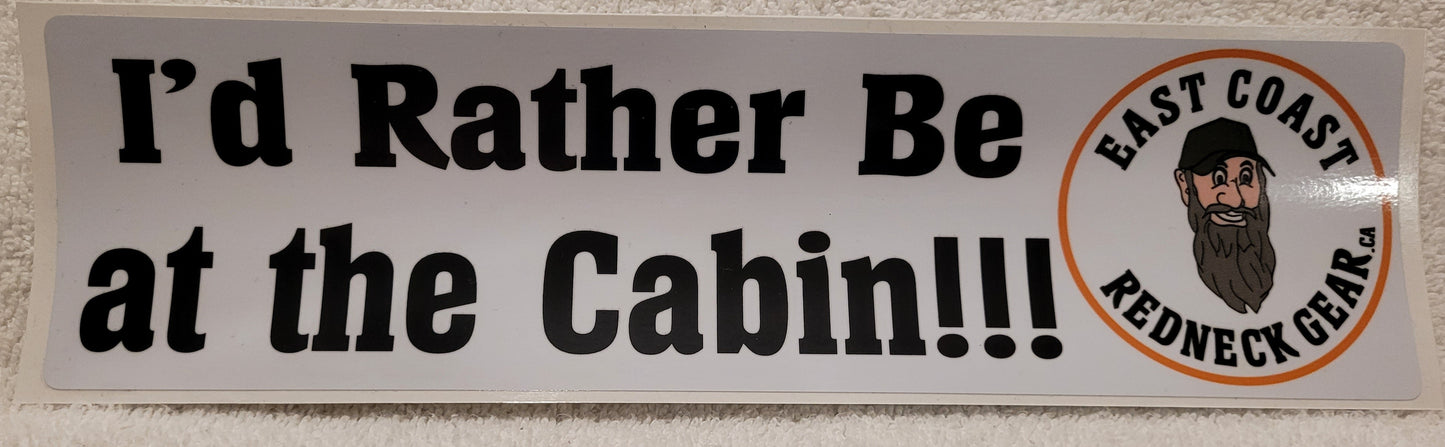 I'd Rather Be
at the Cabin!!!
EAST COAST
REDNECK GEAR.CA